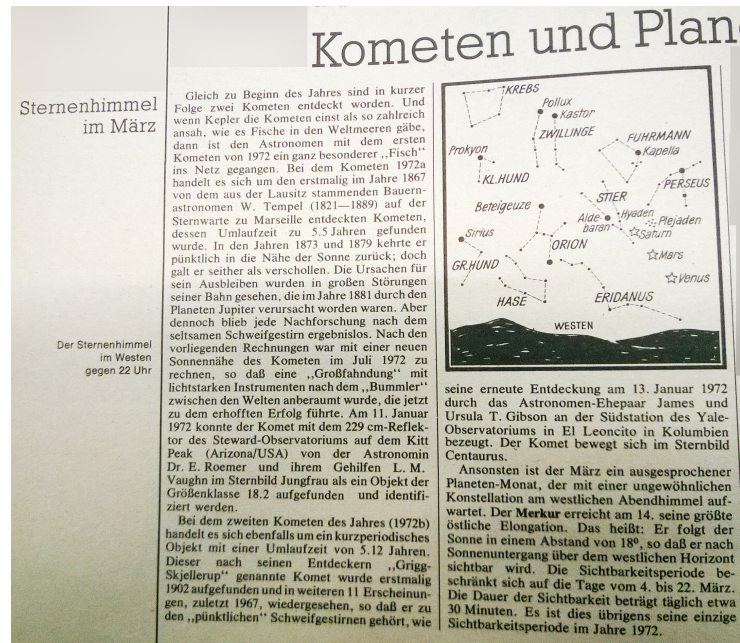 Kometen und Plan
Sternenhimmel
im März
Gleich zu Beginn des Jahres sind in kurzer
Folge zwei Kometen entdeckt worden. Und
wenn Kepler die Kometen einst als so zahlreich
ansah, wie es Fische in den Weltmeeren gäbe,
dann ist den Astronomen mit dem ersten
Kometen von 1972 ein ganz besonderer „Fisch“
ins Netz gegangen. Bei dem Kometen 1972a
handelt es sich um den erstmalig im Jahre 1867
von dem aus der Lausitz stammenden Bauern-
astronomen W. Tempel (1821—1889) auf der
Sternwarte zu Marseille entdeckten Kometen,
dessen Umlaufzeit zu 5.5 Jahren gefunden
wurde. In den Jahren 1873 und 1879 kehrte er
pünktlich in die Nähe der Sonne zurück; doch
galt er seither als verschollen. Die Ursachen für
sein Ausbleiben wurden in großen Störungen
seiner Bahn gesehen, die im Jahre 1881 durch den
Planeten Jupiter verursacht worden waren. Aber
dennoch blieb jede Nachforschung nach dem
seltsamen Schweifgestirn ergebnislos. Nach den
vorliegenden Rechnungen war mit einer neuen
Sonnennähe des Kometen im Juli 1972 zu
rechnen, so daß eine „Großfahndung“ mit
lichtstarken Instrumenten nach dem „Bummler“
zwischen den Welten anberaumt wurde, die jetzt
zu dem erhofften Erfolg führte. Am 11. Januar
1972 konnte der Komet mit dem 229 cm-Reflek-
tor des Steward-Observatoriums auf dem Kitt
Peak (Arizona/USA) von der Astronomin
Dr. E. Roemer und ihrem Gehilfen L. M.
Vaughn im Sternbild Jungfrau als ein Objekt der
Größenklasse 18.2 aufgefunden und identifi-
ziert werden.
Bei dem zweiten Kometen des Jahres (1972b)
handelt es sich ebenfalls um ein kurzperiodisches
Objekt mit einer Umlaufzeit von 5.12 Jahren.
Dieser nach seinen Entdeckern „Grigg-
Skjellerup“ genannte Komet wurde erstmalig
1902 aufgefunden und in weiteren 11 Erscheinun-
gen, zuletzt 1967, wiedergesehen, so daß er zu
den „pünktlichen“ Schweifgestirnen gehört, wie
Der Sternenhimmel
im Westen
gegen 22 Uhr
KREBS
Pollux
Kastor
ZWILLINGE
FUHRMANN
Kapella
Prokyon
KL.HUND
PERSEUS
STIER
Beteigeuze
Alde-
baran
Hyaden
Plejaden
Saturn
Sirius
ORION
Mars
GR.HUND
Venus
HASE
ERIDANUS
WESTEN
seine erneute Entdeckung am 13. Januar 1972
durch das Astronomen-Ehepaar James und
Ursula T. Gibson an der Südstation des Yale-
Observatoriums in El Leoncito in Kolumbien
bezeugt. Der Komet bewegt sich im Sternbild
Centaurus.
Ansonsten ist der März ein ausgesprochener
Planeten-Monat, der mit einer ungewöhnlichen
Konstellation am westlichen Abendhimmel auf-
wartet. Der Merkur erreicht am 14. seine größte
östliche Elongation. Das heißt: Er folgt der
Sonne in einem Abstand von 18º, so daß er nach
Sonnenuntergang über dem westlichen Horizont
sichtbar wird. Die Sichtbarkeitsperiode be-
schränkt sich auf die Tage vom 4. bis 22. März.
Die Dauer der Sichtbarkeit beträgt täglich etwa
30 Minuten. Es ist dies übrigens seine einzige
Sichtbarkeitsperiode im Jahre 1972.